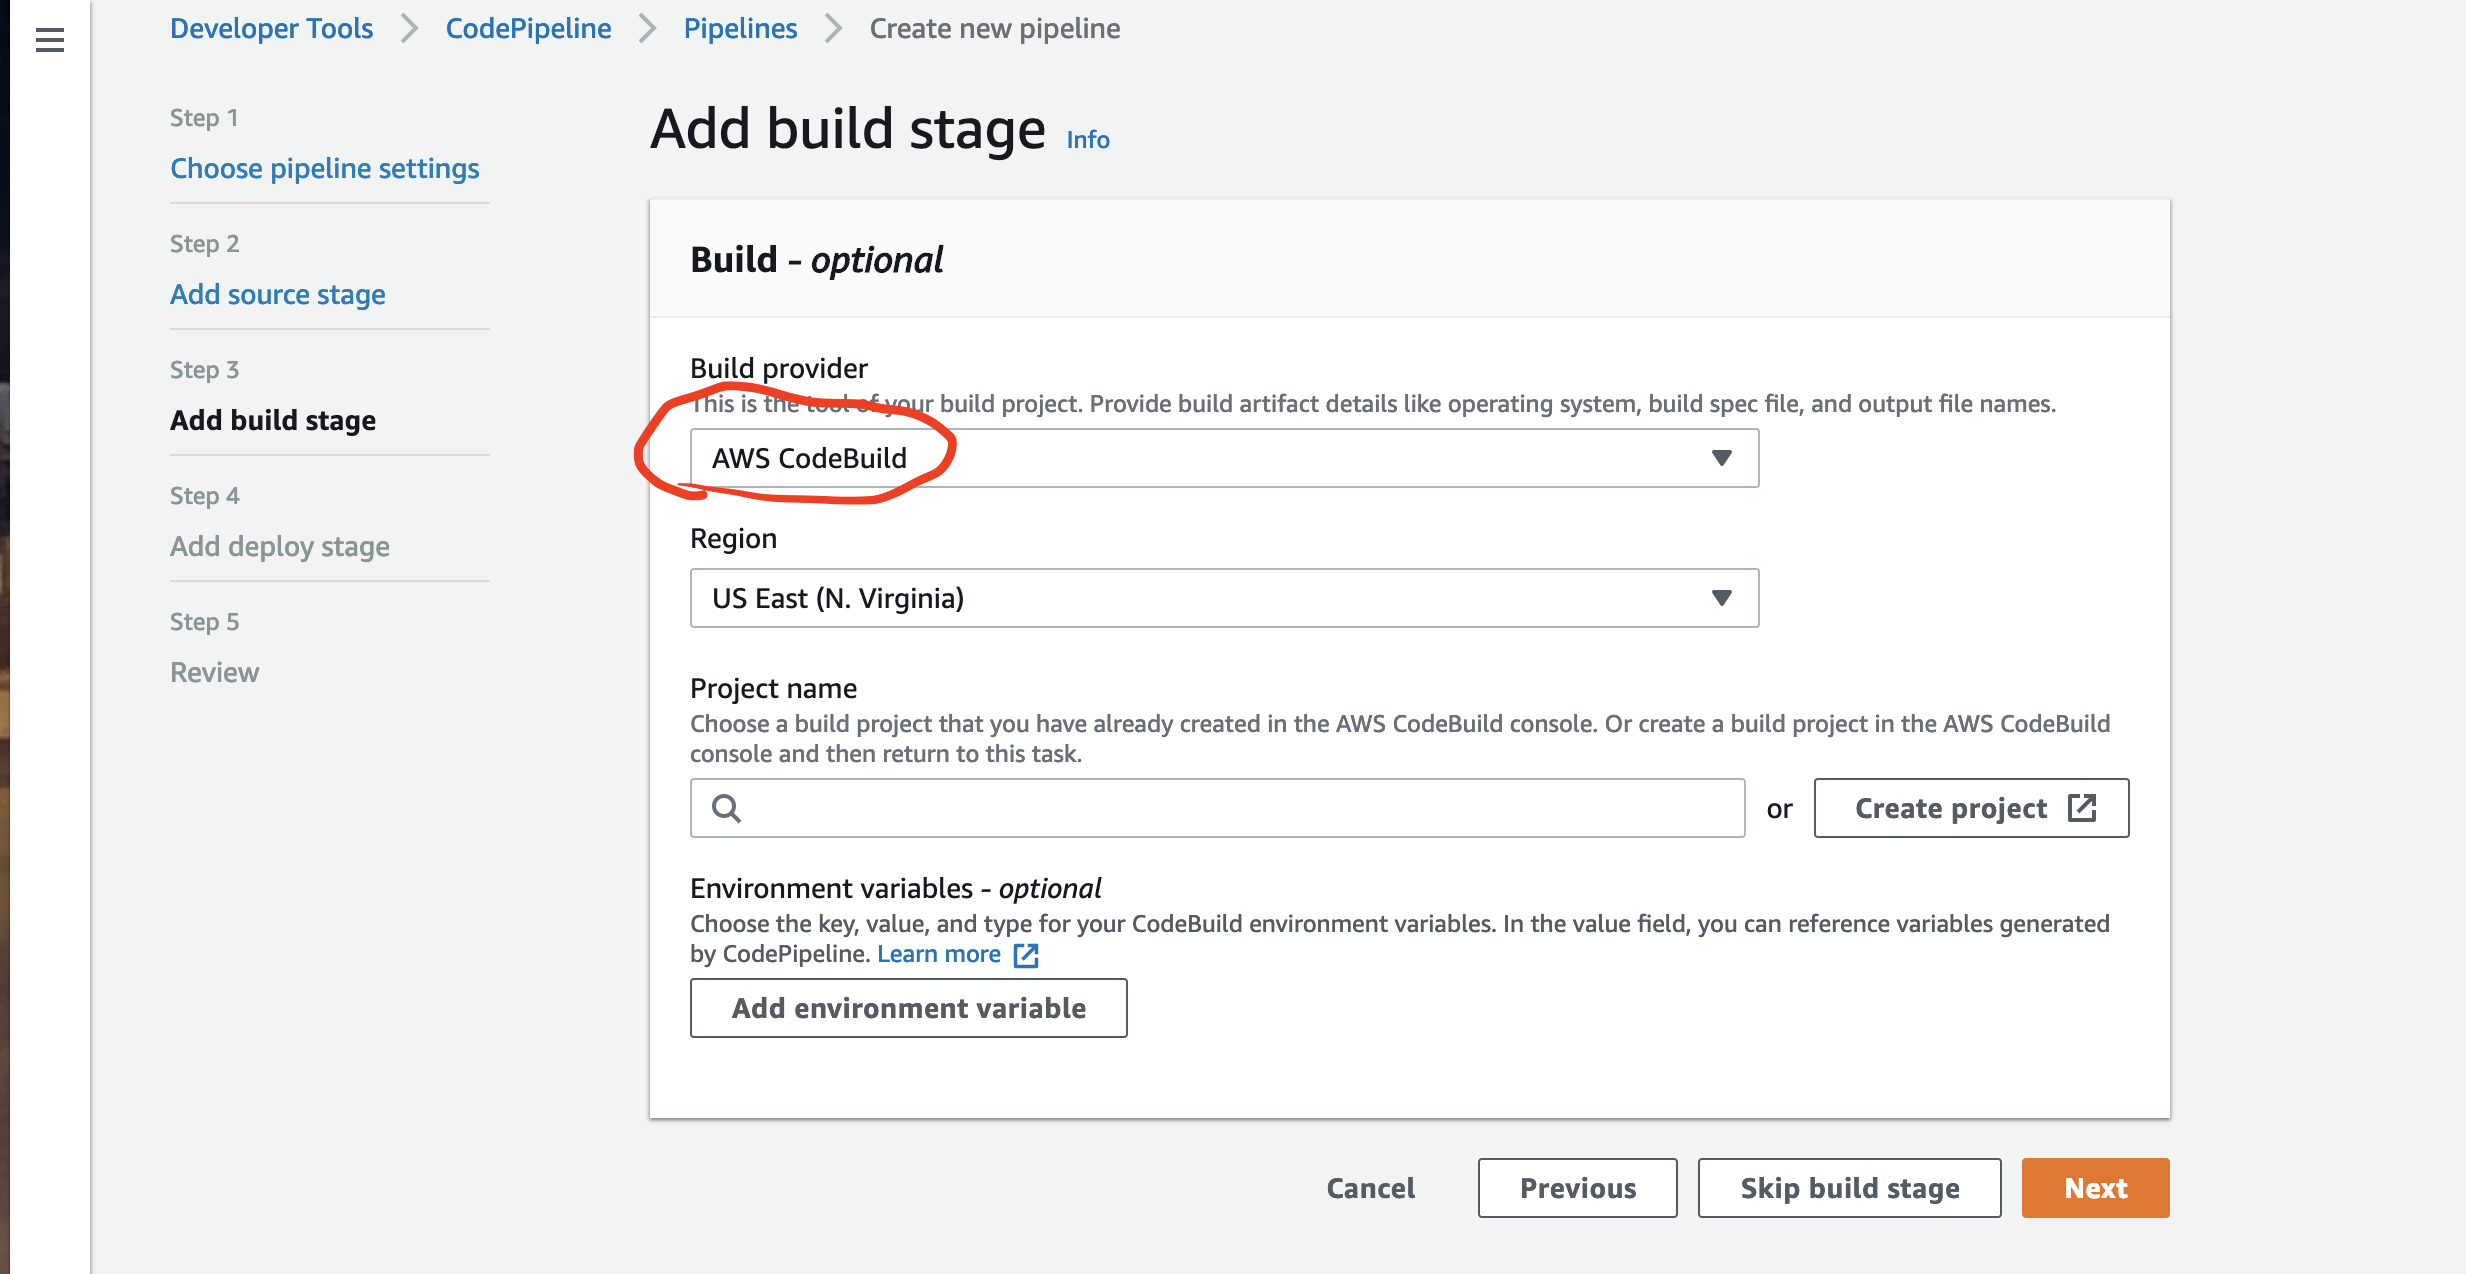 Developer Tools
CodePipeline
Pipelines
Create new pipeline
Step 1
Choose pipeline settings
Step 2
Add source stage
Step 3
Add build stage
Step 4
Add deploy stage
Step 5
Review
Add build stage Info
Build - optional
Build provider
This is the tool of your build project. Provide build artifact details like operating system, build spec file, and output file names.
AWS CodeBuild
Region
US East (N. Virginia)
Project name
Choose a build project that you have already created in the AWS CodeBuild console. Or create a build project in the AWS CodeBuild
console and then return to this task.
or
Create project
Environment variables - optional
Choose the key, value, and type for your CodeBuild environment variables. In the value field, you can reference variables generated
by CodePipeline. Learn more
Add environment variable
Cancel
Previous
Skip build stage
Next